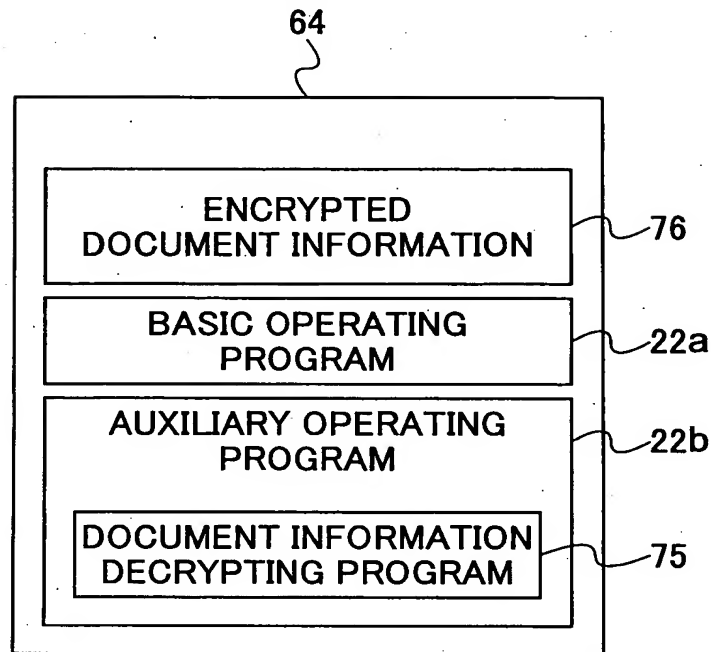 64
ENCRYPTED
DOCUMENT INFORMATION
76
BASIC OPERATING
PROGRAM
22a
AUXILIARY OPERATING
PROGRAM
22b
DOCUMENT INFORMATION
DECRYPTING PROGRAM
75